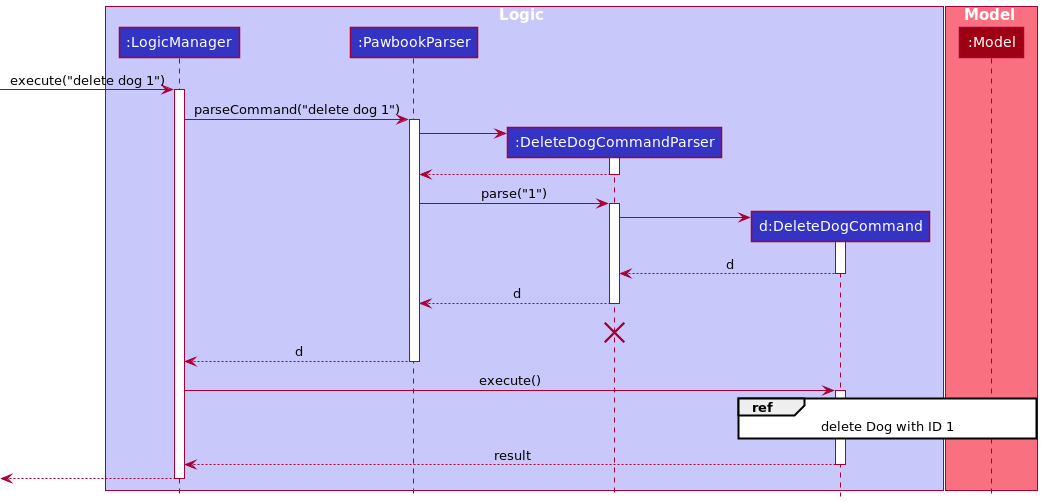 Logic
Model
:LogicManager
:PawbookParser
:Model
execute("delete dog 1")
parseCommand("delete dog 1")
:DeleteDogCommandParser
parse("1")
d:DeleteDogCommand
d
d
d
execute()
ref
delete Dog with ID 1
result